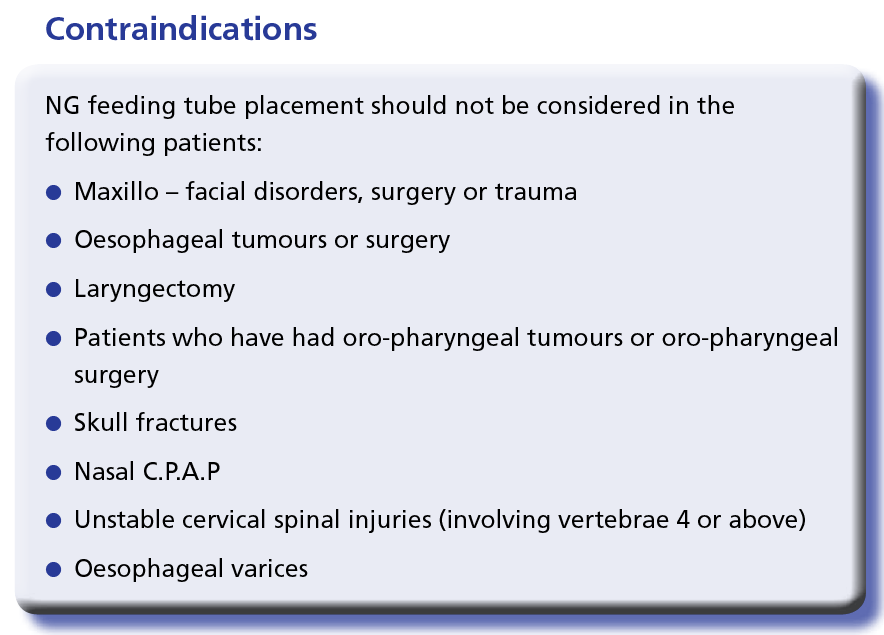 Contraindications
NG feeding tube placement should not be considered in the
following patients:
● Maxillo – facial disorders, surgery or trauma
● Oesophageal tumours or surgery
● Laryngectomy
● Patients who have had oro-pharyngeal tumours or oro-pharyngeal
surgery
● Skull fractures
● Nasal C.P.A.P
● Unstable cervical spinal injuries (involving vertebrae 4 or above)
● Oesophageal varices